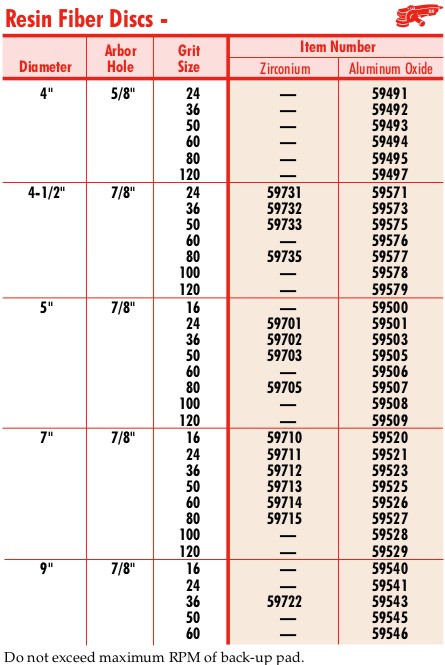 Resin Fiber Discs -
Diameter Arbor Hole Grit Size Item Number
Zirconium Aluminum Oxide
4" 5/8" 24 — 59491
36 — 59492
50 — 59493
60 — 59494
80 — 59495
120 — 59497
4-1/2" 7/8" 24 59731 59571
36 59732 59573
50 59733 59575
60 — 59576
80 59735 59577
100 — 59578
120 — 59579
5" 7/8" 16 — 59500
24 59701 59501
36 59702 59503
50 59703 59505
60 — 59506
80 59705 59507
100 — 59508
120 — 59509
7" 7/8" 16 59710 59520
24 59711 59521
36 59712 59523
50 59713 59525
60 59714 59526
80 59715 59527
100 — 59528
120 — 59529
9" 7/8" 16 — 59540
24 — 59541
36 59722 59543
50 — 59545
60 — 59546
Do not exceed maximum RPM of back-up pad.